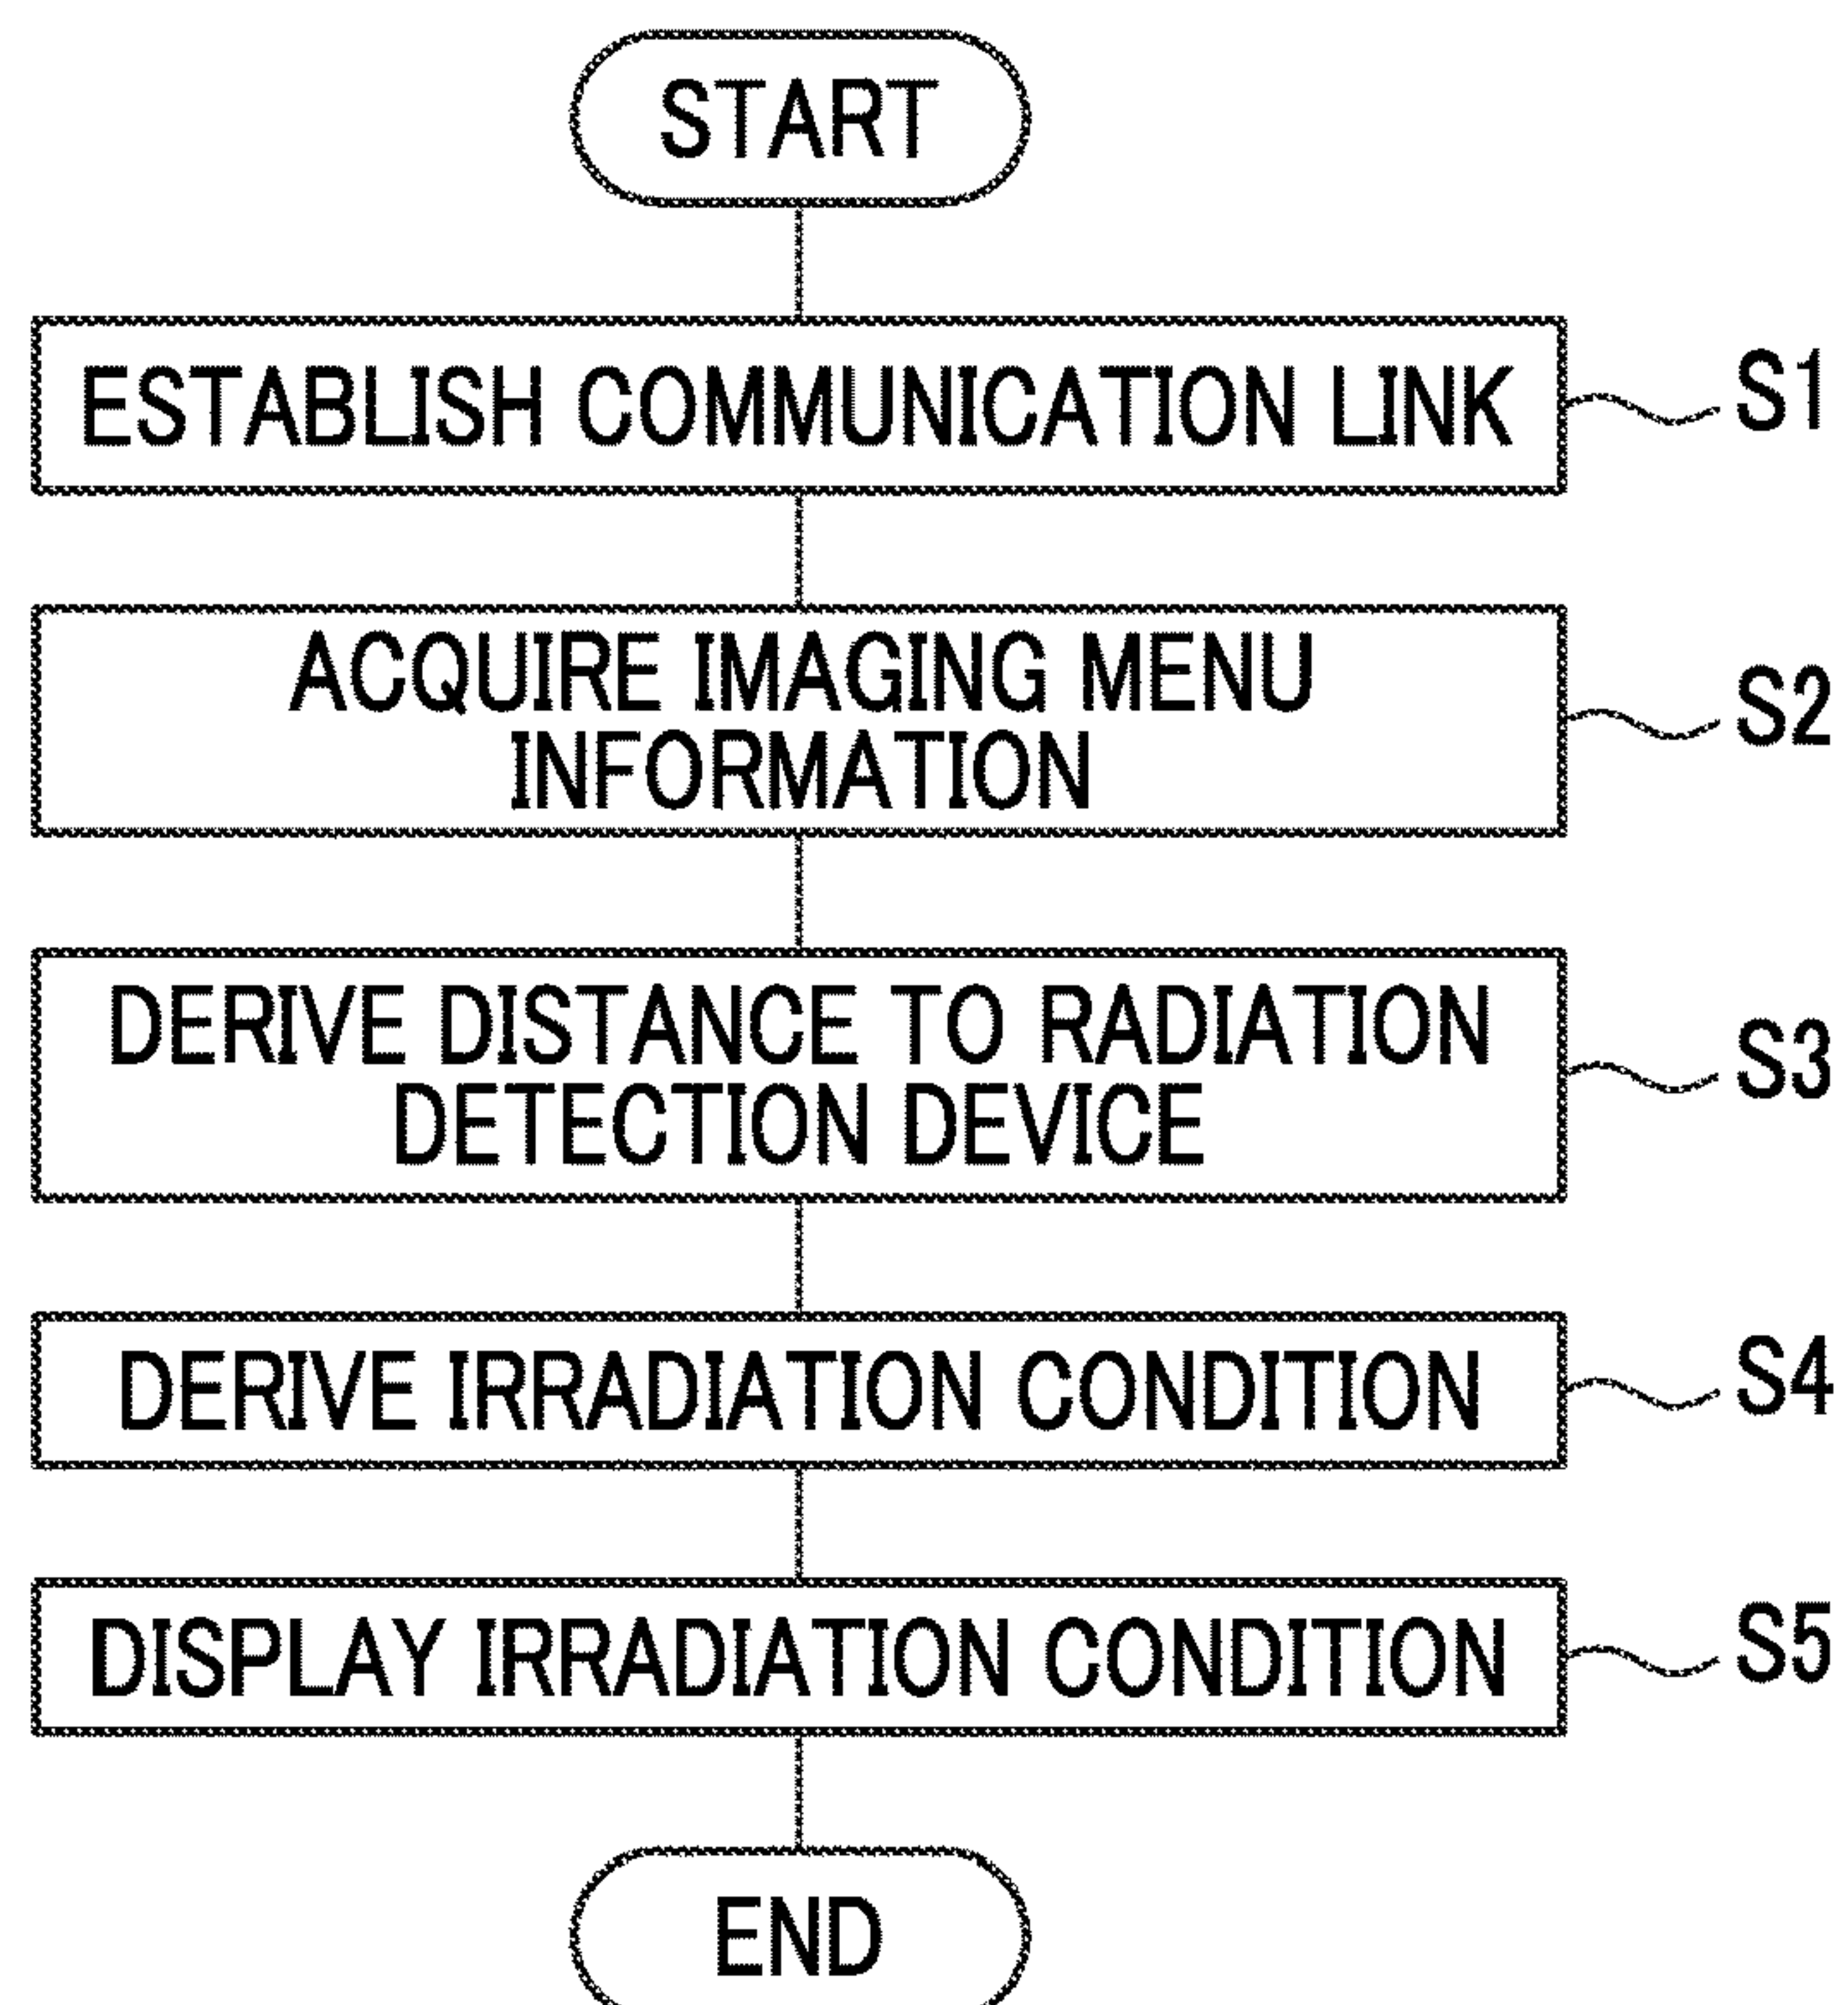 START
ESTABLISH COMMUNICATION LINK
S1
ACQUIRE IMAGING MENU
INFORMATION
S2
DERIVE DISTANCE TO RADIATION
DETECTION DEVICE
S3
DERIVE IRRADIATION CONDITION
S4
DISPLAY IRRADIATION CONDITION
S5
END